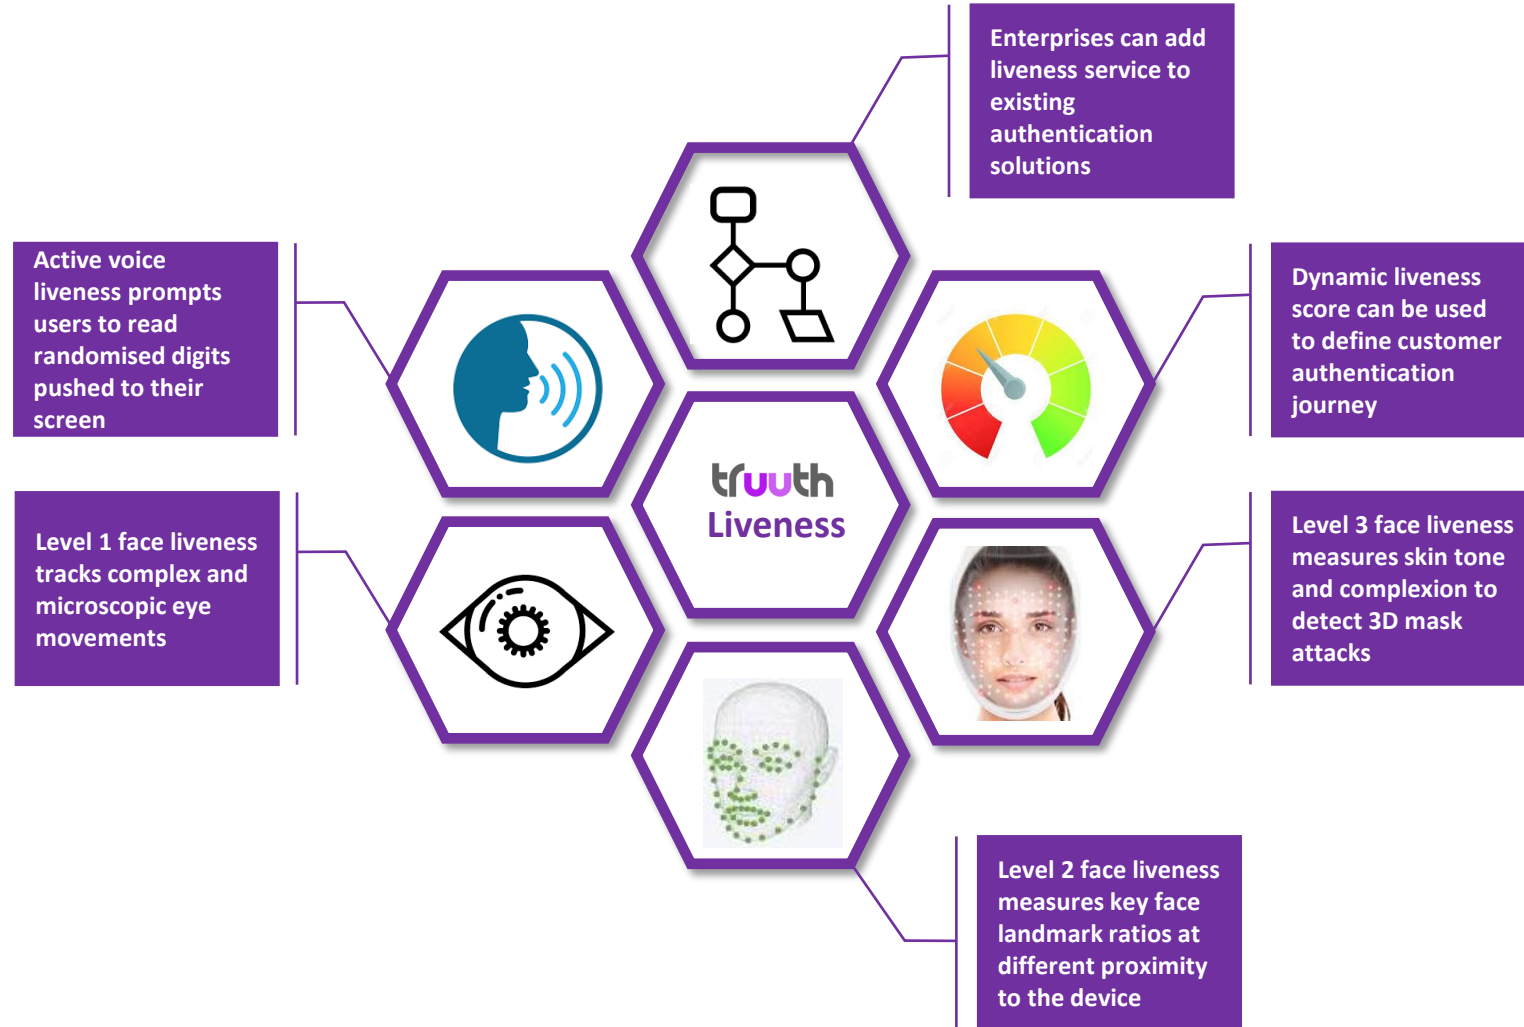 Enterprises can add
liveness service to
existing
authentication
solutions
Active voice
liveness prompts
users to read
randomised digits
pushed to their
screen
Dynamic liveness
score can be used
to define customer
authentication
journey
truuth
Liveness
Level 1 face liveness
tracks complex and
microscopic eye
movements
Level 3 face liveness
measures skin tone
and complexion to
detect 3D mask
attacks
Level 2 face liveness
measures key face
landmark ratios at
different proximity
to the device